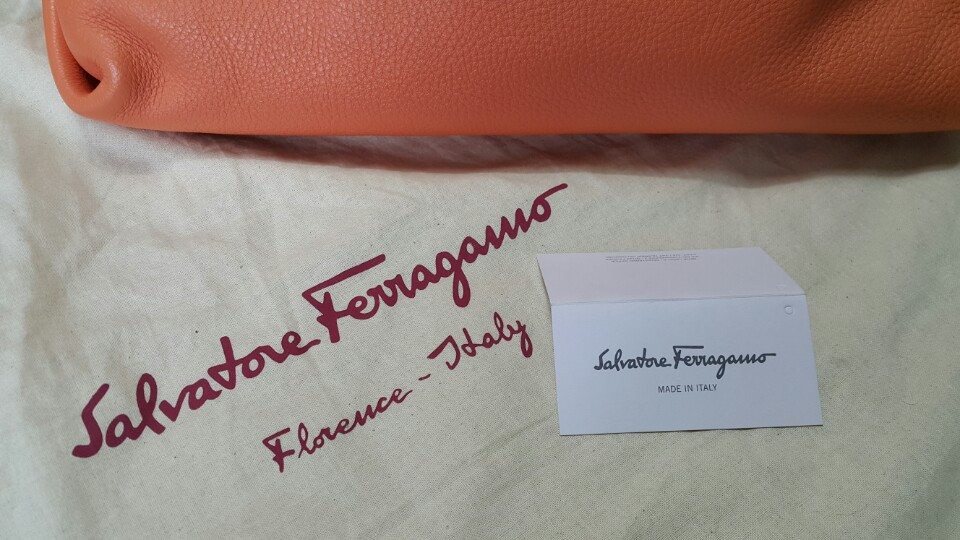 Salvatore Ferragamo
Florence - Italy
Salvatore Ferragamo
MADE IN ITALY